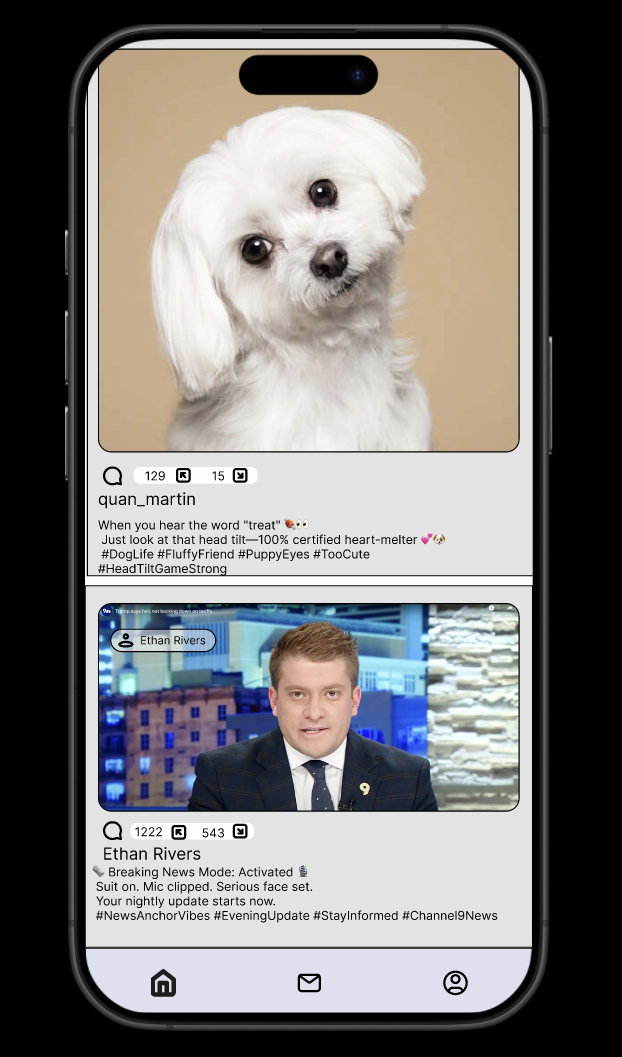 129 15
quan_martin
When you hear the word "treat" 🍗👀
Just look at that head tilt—100% certified heart-melter 💕🐶
#DogLife #FluffyFriend #PuppyEyes #TooCute
#HeadTiltGameStrong
9m Trump says he's not backing down on tariffs
Ethan Rivers
9
1222 543
Ethan Rivers
🗞️ Breaking News Mode: Activated 🎙️
Suit on. Mic clipped. Serious face set.
Your nightly update starts now.
#NewsAnchorVibes #EveningUpdate #StayInformed #Channel9News